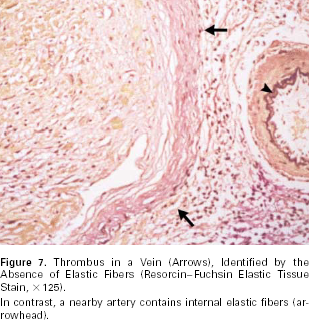 Figure 7. Thrombus in a Vein (Arrows), Identified by the
Absence of Elastic Fibers (Resorcin–Fuchsin Elastic Tissue
Stain, ×125).
In contrast, a nearby artery contains internal elastic fibers (ar-
rowhead).